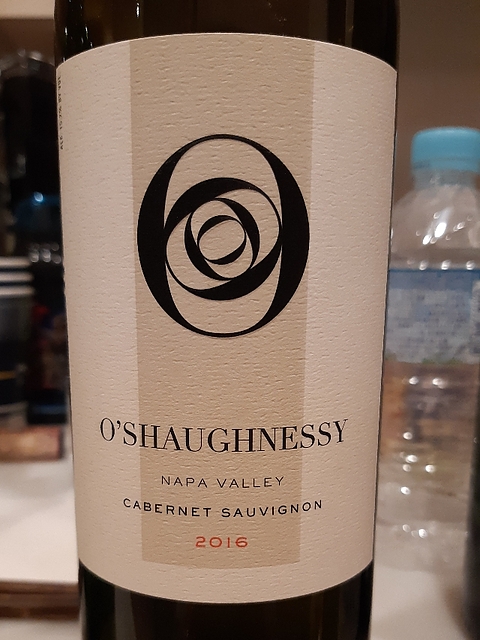 O'SHAUGHNESSY
NAPA VALLEY
CABERNET SAUVIGNON
2016